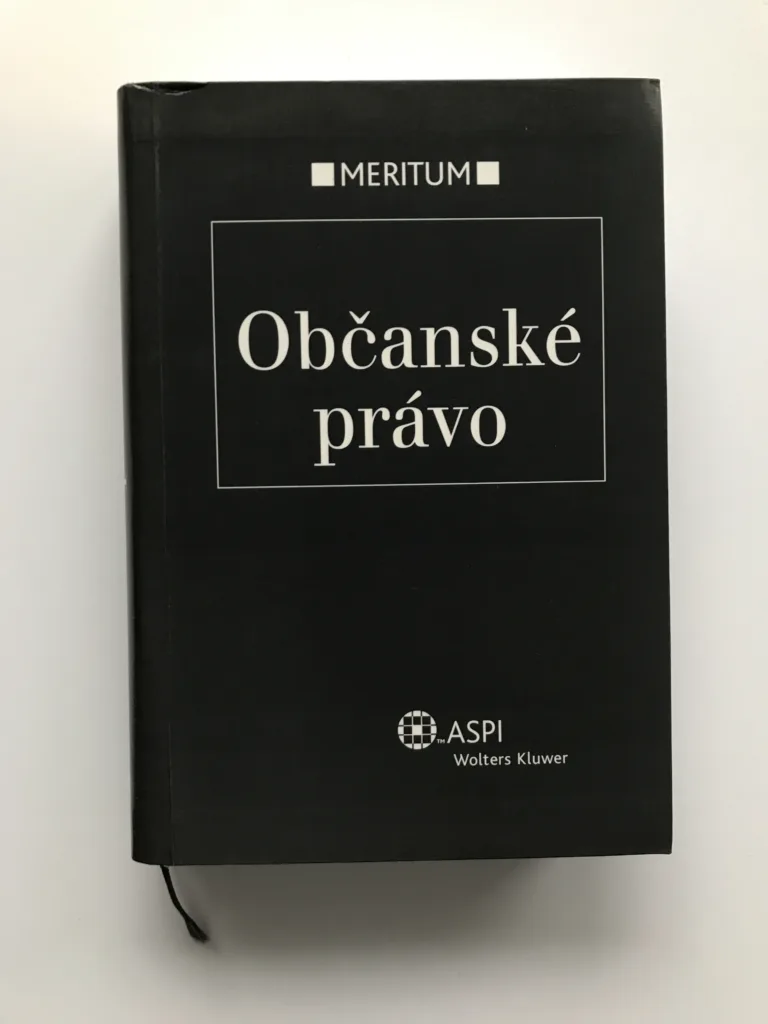 MERITUM
Občanské
právo
ASPI
Wolters Kluwer